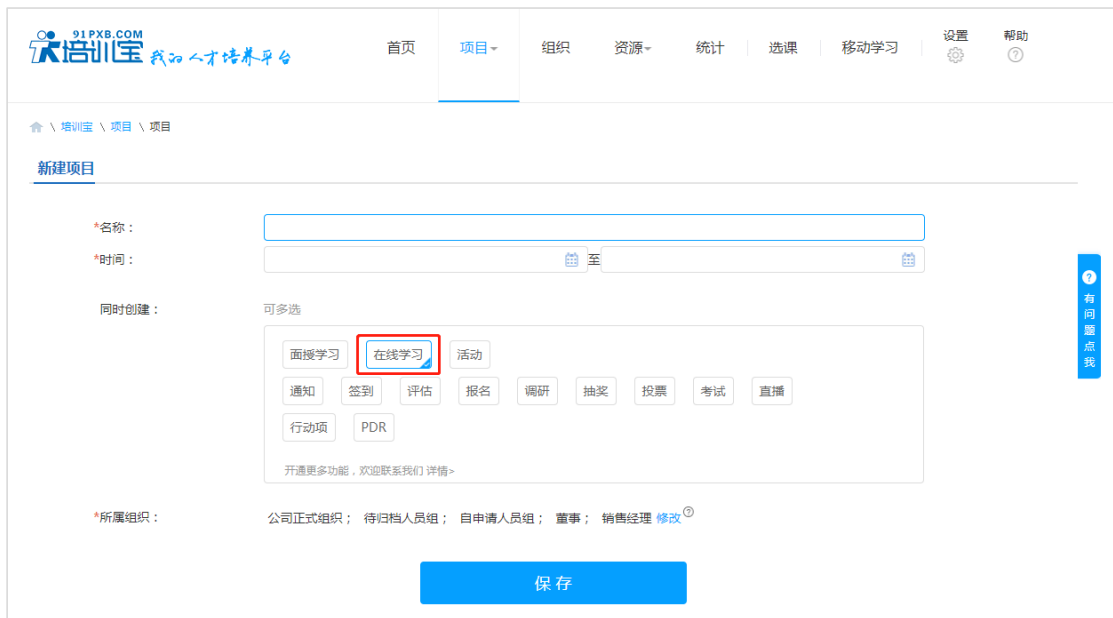 91PXB.COM
培训宝 我的人才培养平台
首页 项目 组织 资源 统计 选课 移动学习 设置 帮助
\ 培训宝 \ 项目 \ 项目
新建项目
*名称：
*时间： 至
同时创建： 可多选
面授学习 在线学习 活动
通知 签到 评估 报名 调研 抽奖 投票 考试 直播
行动项 PDR
开通更多功能，欢迎联系我们 详情>
*所属组织： 公司正式组织； 待归档人员组； 自申请人员组； 董事； 销售经理 修改
保存
有问题点我